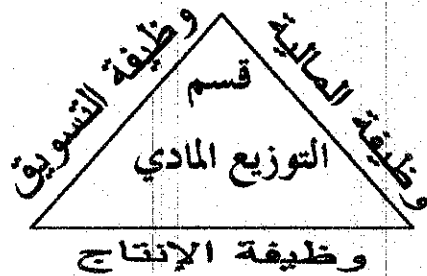 وظيفة المالية
وظيفة التسويق
قسم
التوزيع المادي
وظيفة الإنتاج